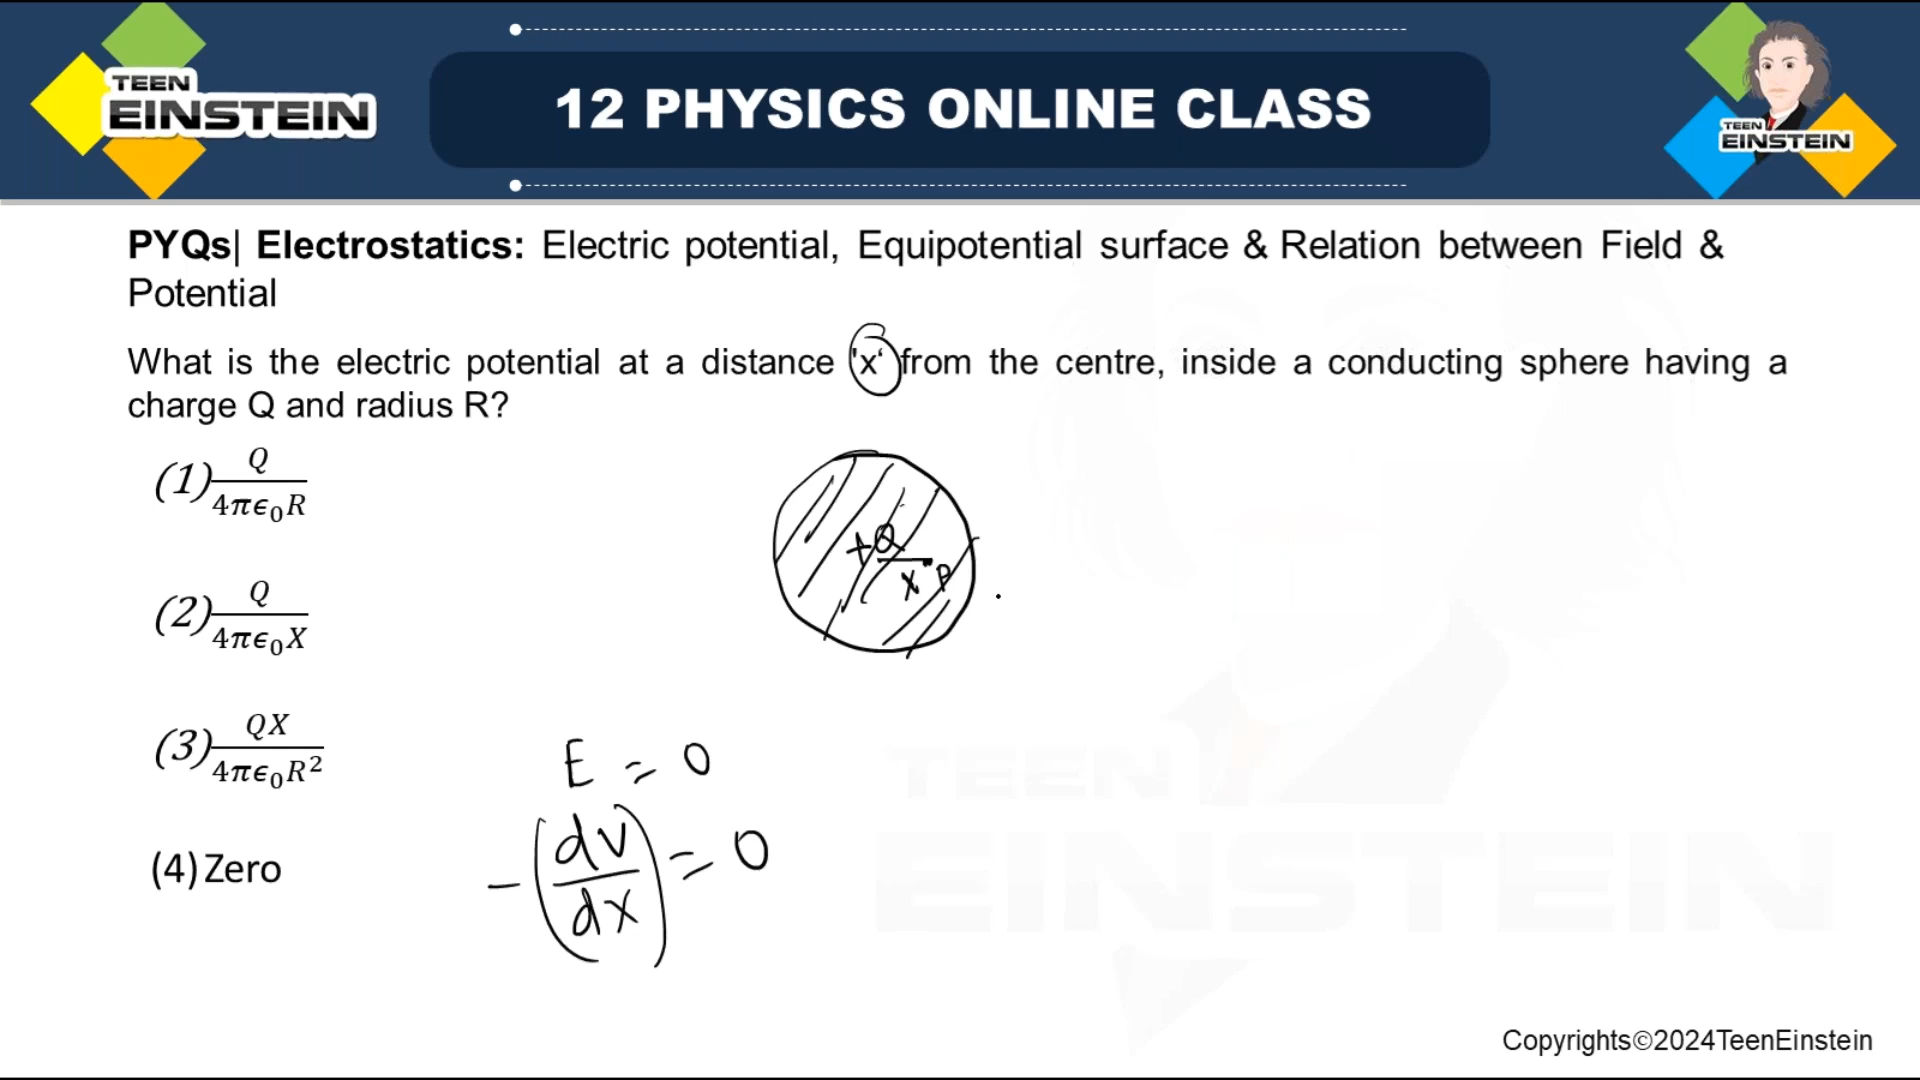 TEEN
EINSTEIN
12 PHYSICS ONLINE CLASS
TEEN
EINSTEIN
PYQs| Electrostatics: Electric potential, Equipotential surface & Relation between Field &
Potential
What is the electric potential at a distance 'x' from the centre, inside a conducting sphere having a
charge Q and radius R?
(1) Q/4πϵ₀R
(2) Q/4πϵ₀X
(3) QX/4πϵ₀R²
(4) Zero
+Q
x P
E = 0
-(dv/dx) = 0
TEEN
EINSTEIN
Copyrights©2024TeenEinstein